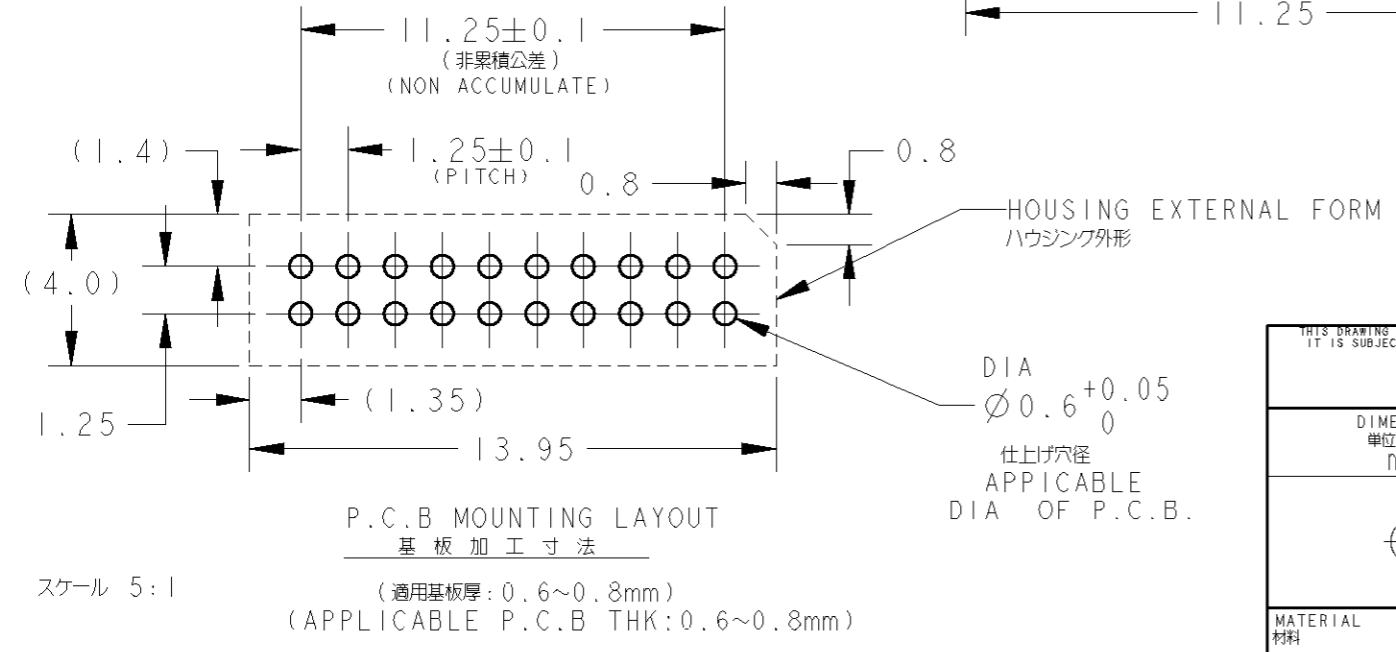 11.25±0.1
(非累積公差)
(NON ACCUMULATE)
11.25
(1.4)
1.25±0.1
(PITCH)
0.8
0.8
HOUSING EXTERNAL FORM
ハウジング外形
(4.0)
1.25
(1.35)
13.95
DIA
Ø0.6 +0.05
0
仕上げ穴径
APPICABLE
DIA OF P.C.B.
P.C.B MOUNTING LAYOUT
基板加工寸法
スケール 5:1
(適用基板厚:0.6~0.8mm)
(APPLICABLE P.C.B THK:0.6~0.8mm)
THIS DRAWING
IT IS SUBJEC
DIME
単位
MATERIAL
材料